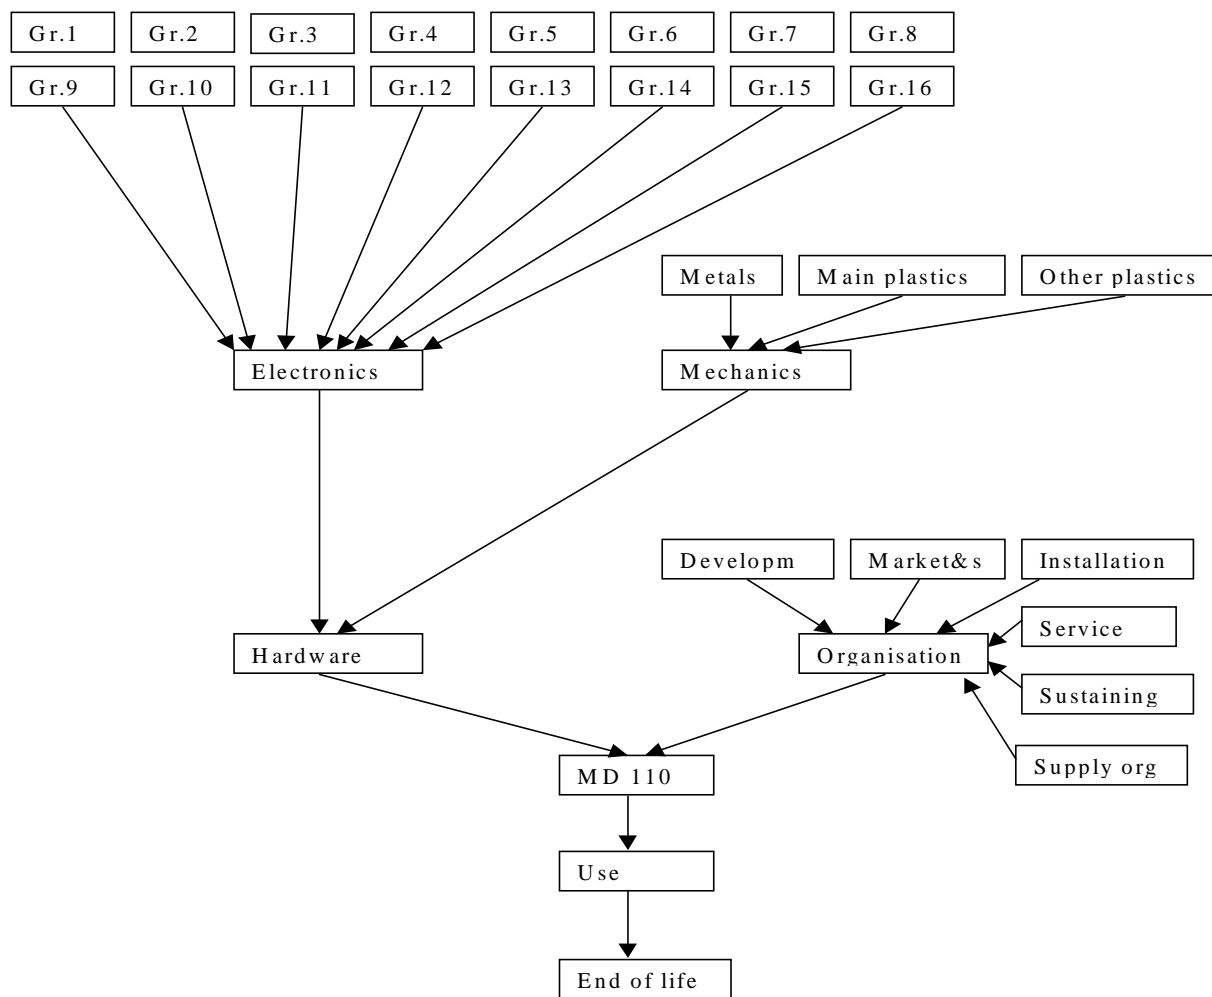 Gr.1 Gr.2 Gr.3 Gr.4 Gr.5 Gr.6 Gr.7 Gr.8
Gr.9 Gr.10 Gr.11 Gr.12 Gr.13 Gr.14 Gr.15 Gr.16
Metals Main plastics Other plastics
Electronics Mechanics
Developm Market&s Installation
Service
Hardware Organisation
Sustaining
MD 110 Supply org
Use
End of life